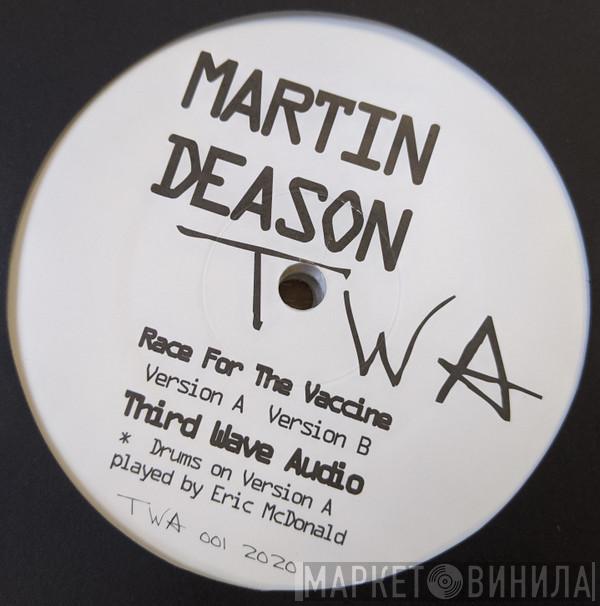 MARTIN
DEASON
TWA
Race For The Vaccine
Version A Version B
Third Wave Audio
* Drums on Version A
played by Eric McDonald
TWA 001 2020
МАРКЕТ ВИНИЛА